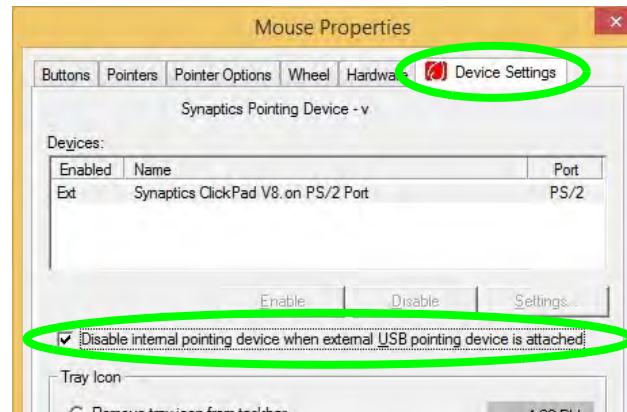 Mouse Properties
Buttons Pointers Pointer Options Wheel Hardware Device Settings
Synaptics Pointing Device - v
Devices:
Enabled Name Port
Ext Synaptics ClickPad V8. on PS/2 Port PS/2
Enable Disable Settings...
Disable internal pointing device when external USB pointing device is attached
Tray Icon